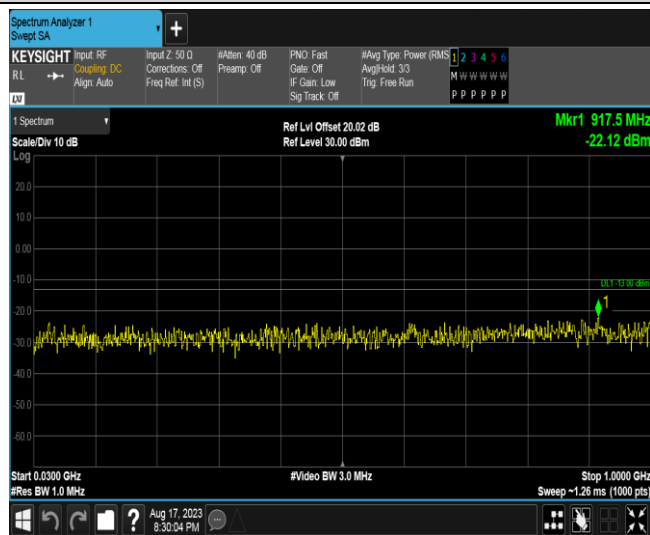 Spectrum Analyzer 1
Swept SA
+
KEYSIGHT
RL
LXI
Input: RF
Coupling: DC
Align: Auto
Input Z: 50 Ω
Corrections: Off
Freq Ref: Int (S)
#Atten: 40 dB
Preamp: Off
PNO: Fast
Gate: Off
IF Gain: Low
Sig Track: Off
#Avg Type: Power (RMS
Avg|Hold: 3/3
Trig: Free Run
1 2 3 4 5 6
M W W W W W
P P P P P P
1 Spectrum
Scale/Div 10 dB
Log
Ref Lvl Offset 20.02 dB
Ref Level 30.00 dBm
Mkr1 917.5 MHz
-22.12 dBm
20.0
10.0
0.00
-10.0
DL1 -13.00 dBm
1
-20.0
-30.0
-40.0
-50.0
-60.0
Start 0.0300 GHz
#Res BW 1.0 MHz
#Video BW 3.0 MHz
Stop 1.0000 GHz
Sweep ~1.26 ms (1000 pts)
?
Aug 17, 2023
8:30:04 PM